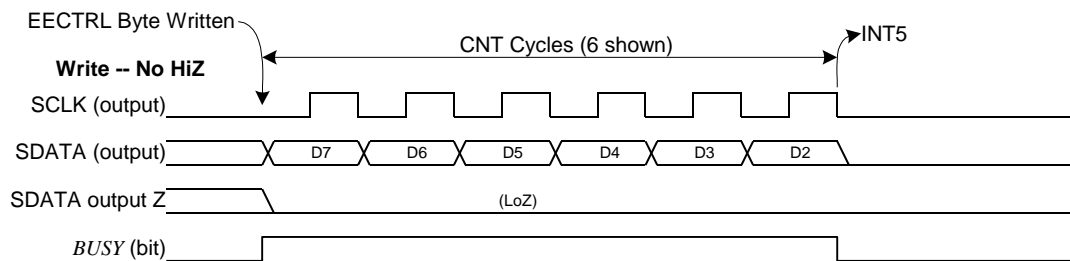 EECTRL Byte Written
CNT Cycles (6 shown)
INT5
Write -- No HiZ
SCLK (output)
SDATA (output)
D7 D6 D5 D4 D3 D2
SDATA output Z
(LoZ)
BUSY (bit)